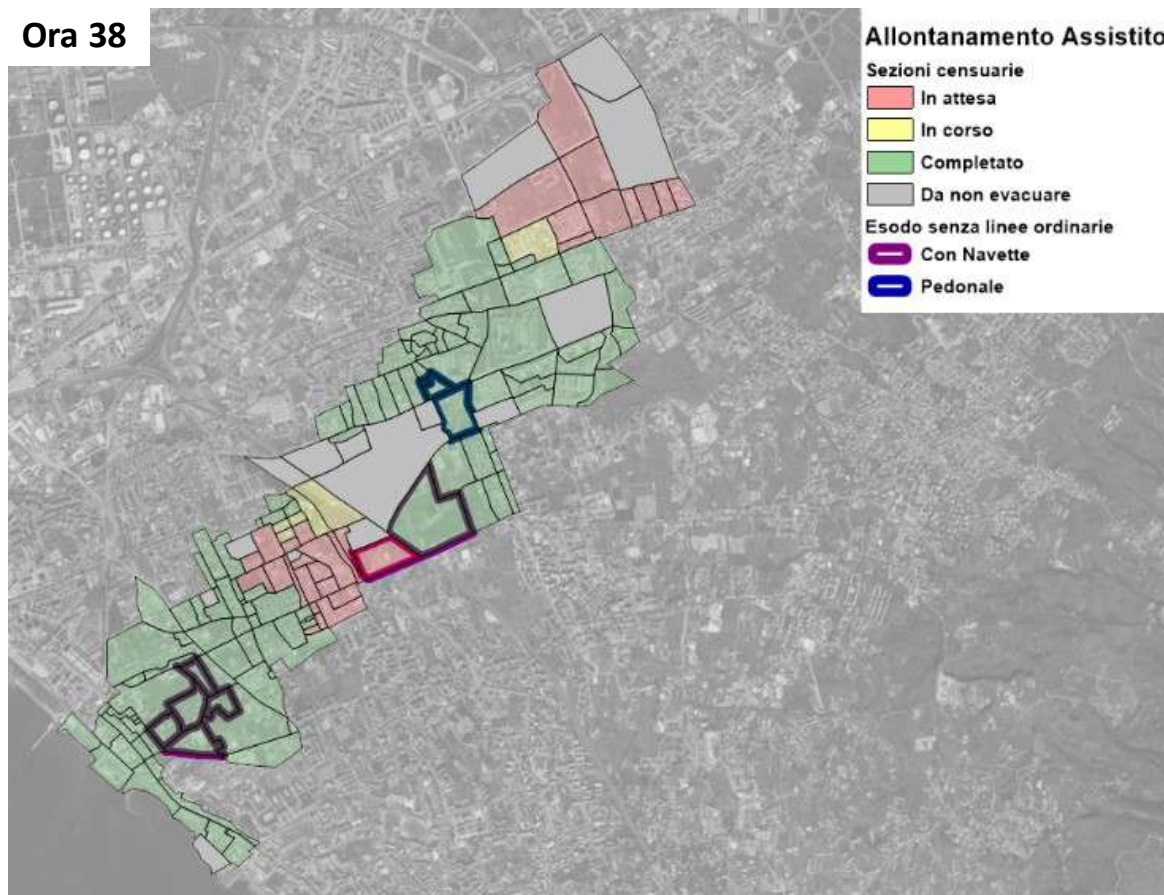 Ora 38
Allontanamento Assistito
Sezioni censuarie
In attesa
In corso
Completato
Da non evacuare
Esodo senza linee ordinarie
Con Navette
Pedonale